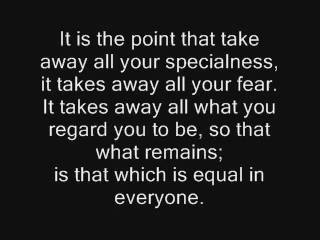 It is the point that take
away all your specialness,
it takes away all your fear.
It takes away all what you
regard you to be, so that
what remains;
is that which is equal in
everyone.